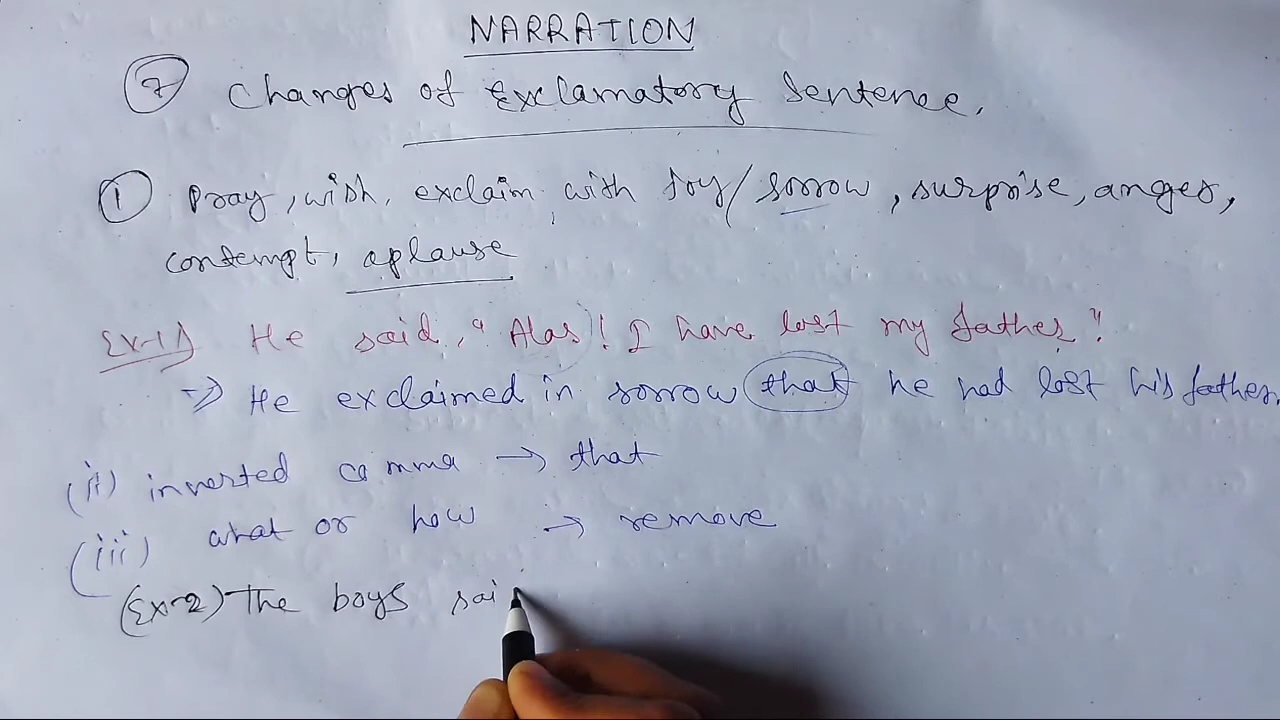 NARRATION
7 Changes of Exclamatory Sentence.
1 Pray, wish, exclaim, with Joy/sorrow, surprise, anger,
contempt, aplause
Ex-1) He said, "Alas! I have lost my father"
⇒ He exclaimed in sorrow that he had lost his father.
(ii) inverted comma → that
(iii) what or how → remove
(Ex-2) The boys sai